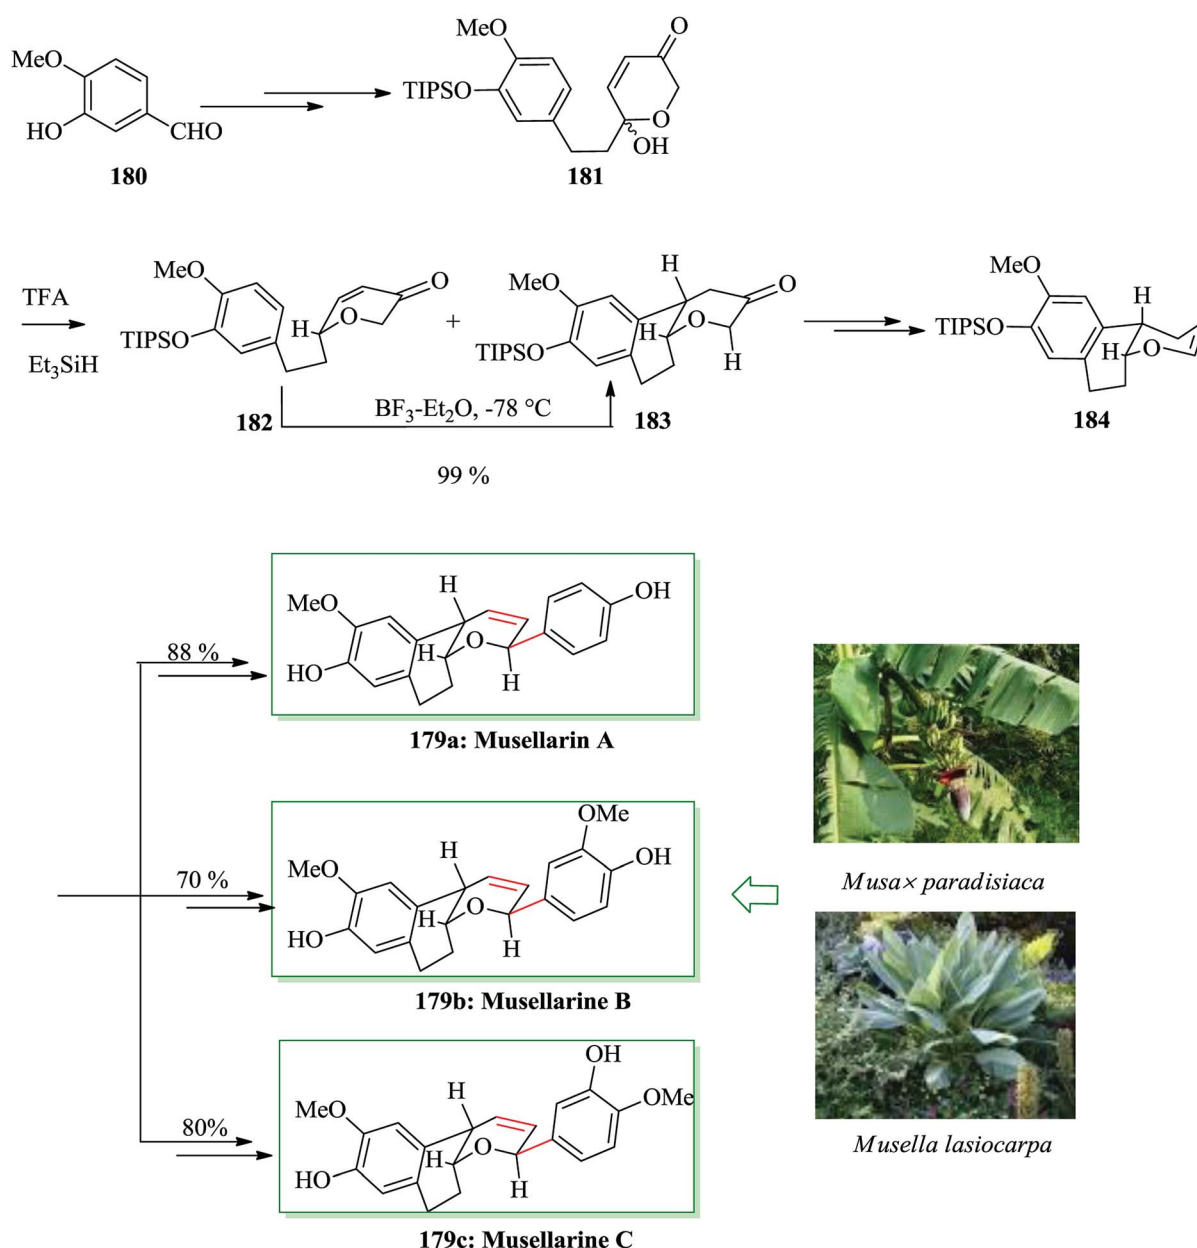 MeO
HO
CHO
180
MeO
TIPSO
O
O
OH
181
TFA
Et3SiH
MeO
TIPSO
H
O
O
182
+
BF3-Et2O, -78 °C
99 %
H
MeO
TIPSO
H
O
O
H
183
MeO
TIPSO
H
H
O
184
88 %
H
MeO
HO
H
O
H
OH
179a: Musellarin A
70 %
OMe
H
MeO
HO
H
O
H
OH
179b: Musellarine B
80%
OH
H
MeO
HO
H
O
H
OMe
179c: Musellarine C
Musa× paradisiaca
Musella lasiocarpa